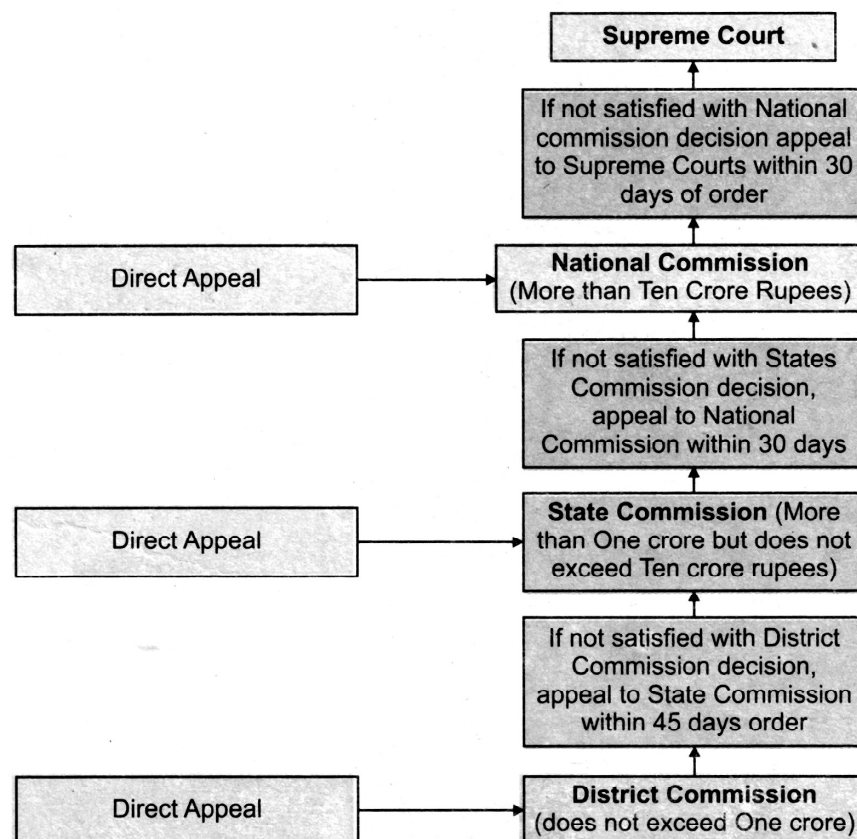 Supreme Court
If not satisfied with National
commission decision appeal
to Supreme Courts within 30
days of order
Direct Appeal
National Commission
(More than Ten Crore Rupees)
If not satisfied with States
Commission decision,
appeal to National
Commission within 30 days
Direct Appeal
State Commission (More
than One crore but does not
exceed Ten crore rupees)
If not satisfied with District
Commission decision,
appeal to State Commission
within 45 days order
Direct Appeal
District Commission
(does not exceed One crore)